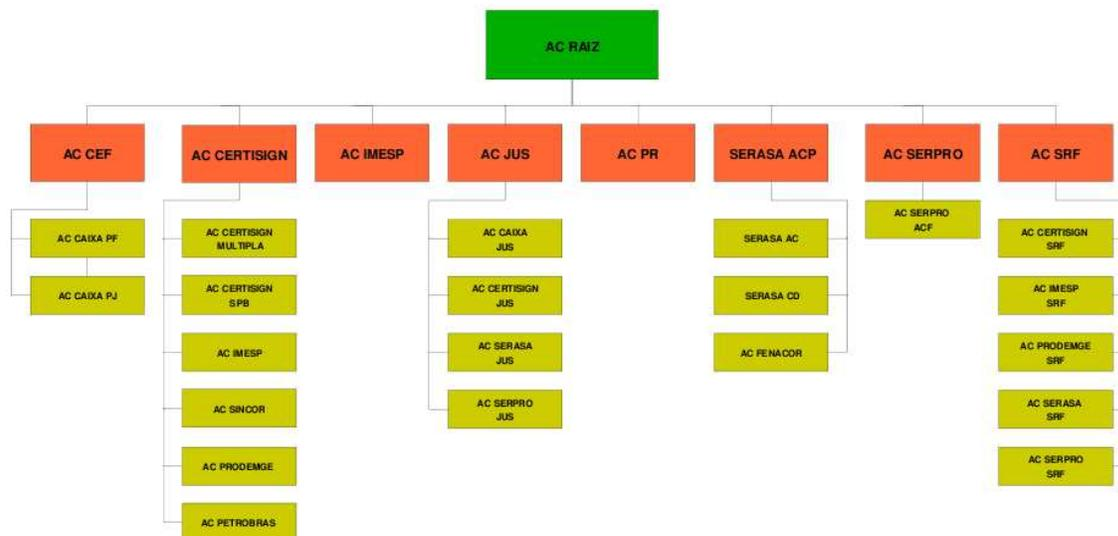 AC RAIZ
AC CEF
AC CERTISIGN
AC IMESP
AC JUS
AC PR
SERASA ACP
AC SERPRO
AC SRF
AC CAIXA PF
AC CAIXA PJ
AC CERTISIGN
MULTIPLA
AC CERTISIGN
SPB
AC IMESP
AC SINCOR
AC PRODEMGE
AC PETROBRAS
AC CAIXA
JUS
AC CERTISIGN
JUS
AC SERASA
JUS
AC SERPRO
JUS
SERASA AC
SERASA CD
AC FENACOR
AC SERPRO
ACF
AC CERTISIGN
SRF
AC IMESP
SRF
AC PRODEMGE
SRF
AC SERASA
SRF
AC SERPRO
SRF